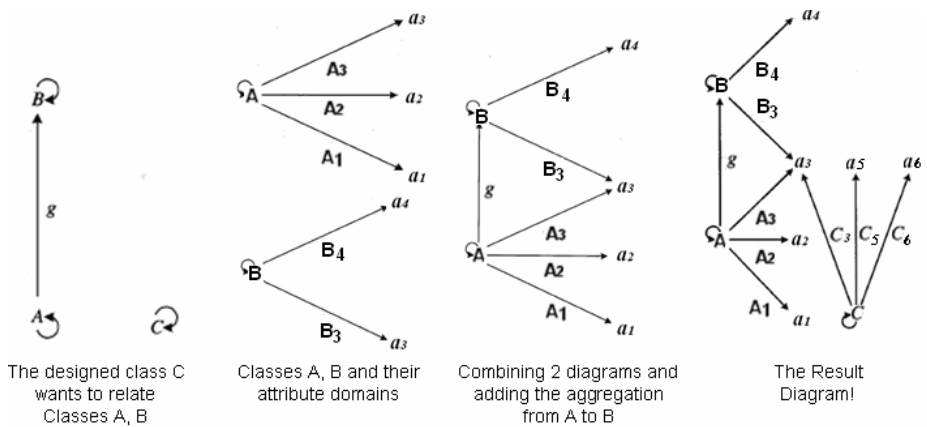 B
g
A
C
The designed class C
wants to relate
Classes A, B
a3
A3
A
a2
A2
A1
a1
a4
B4
B
B3
a3
Classes A, B and their
attribute domains
a4
B4
B
B3
a3
g
A3
A
a2
A2
A1
a1
Combining 2 diagrams and
adding the aggregation
from A to B
a4
B4
B
B3
a3 a5 a6
g
A3
C3 C5 C6
A
a2
A2
A1
a1
C
The Result
Diagram!